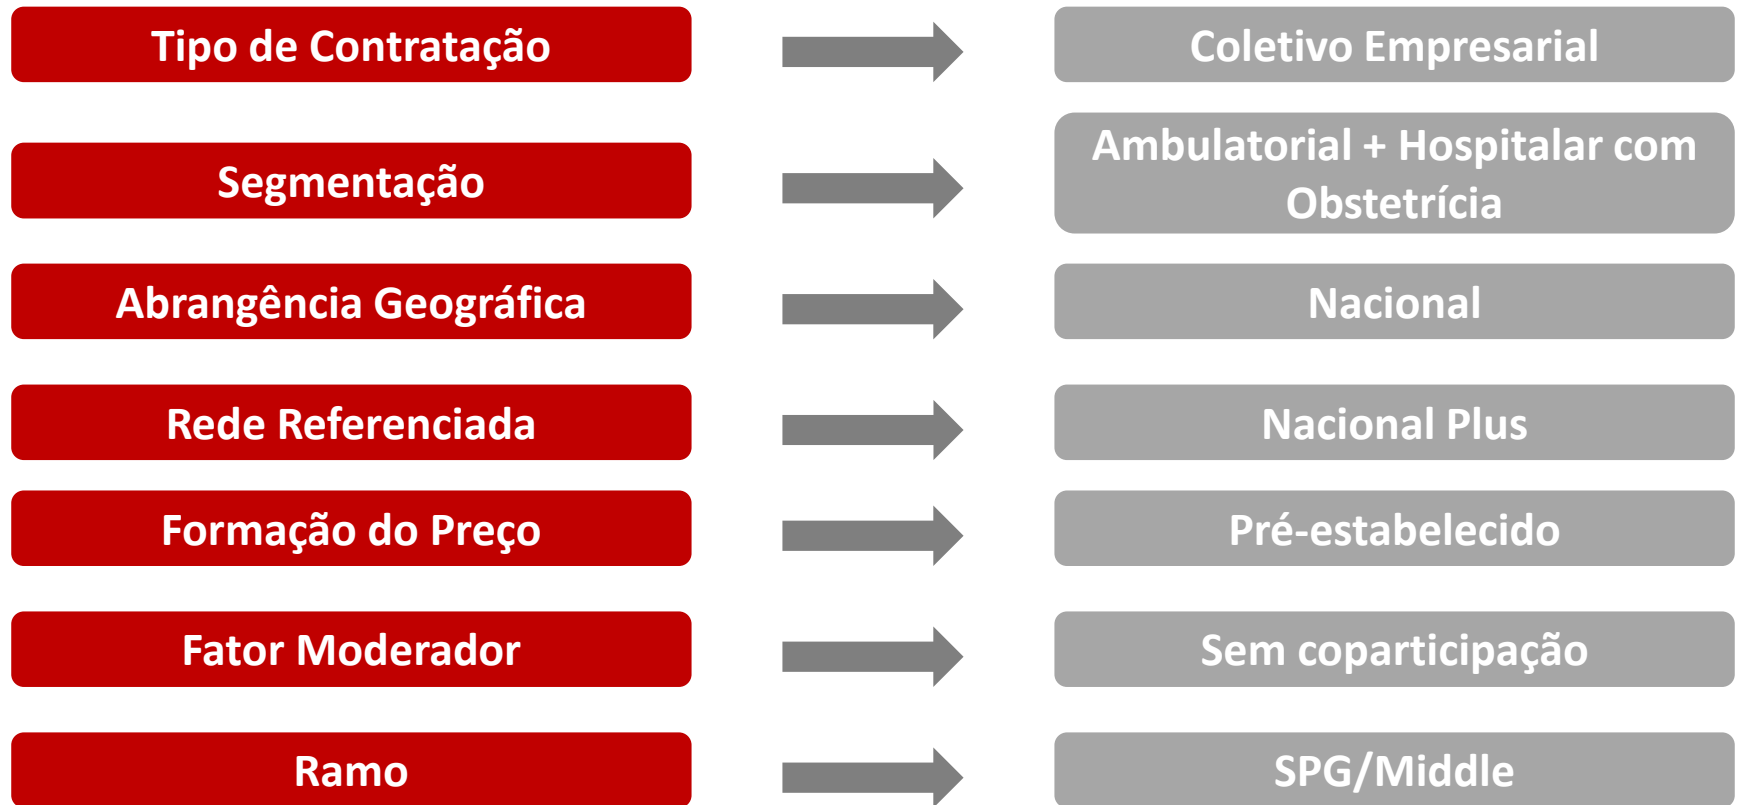 Tipo de Contratação
Coletivo Empresarial
Segmentação
Ambulatorial + Hospitalar com
Obstetrícia
Abrangência Geográfica
Nacional
Rede Referenciada
Nacional Plus
Formação do Preço
Pré-estabelecido
Fator Moderador
Sem coparticipação
Ramo
SPG/Middle